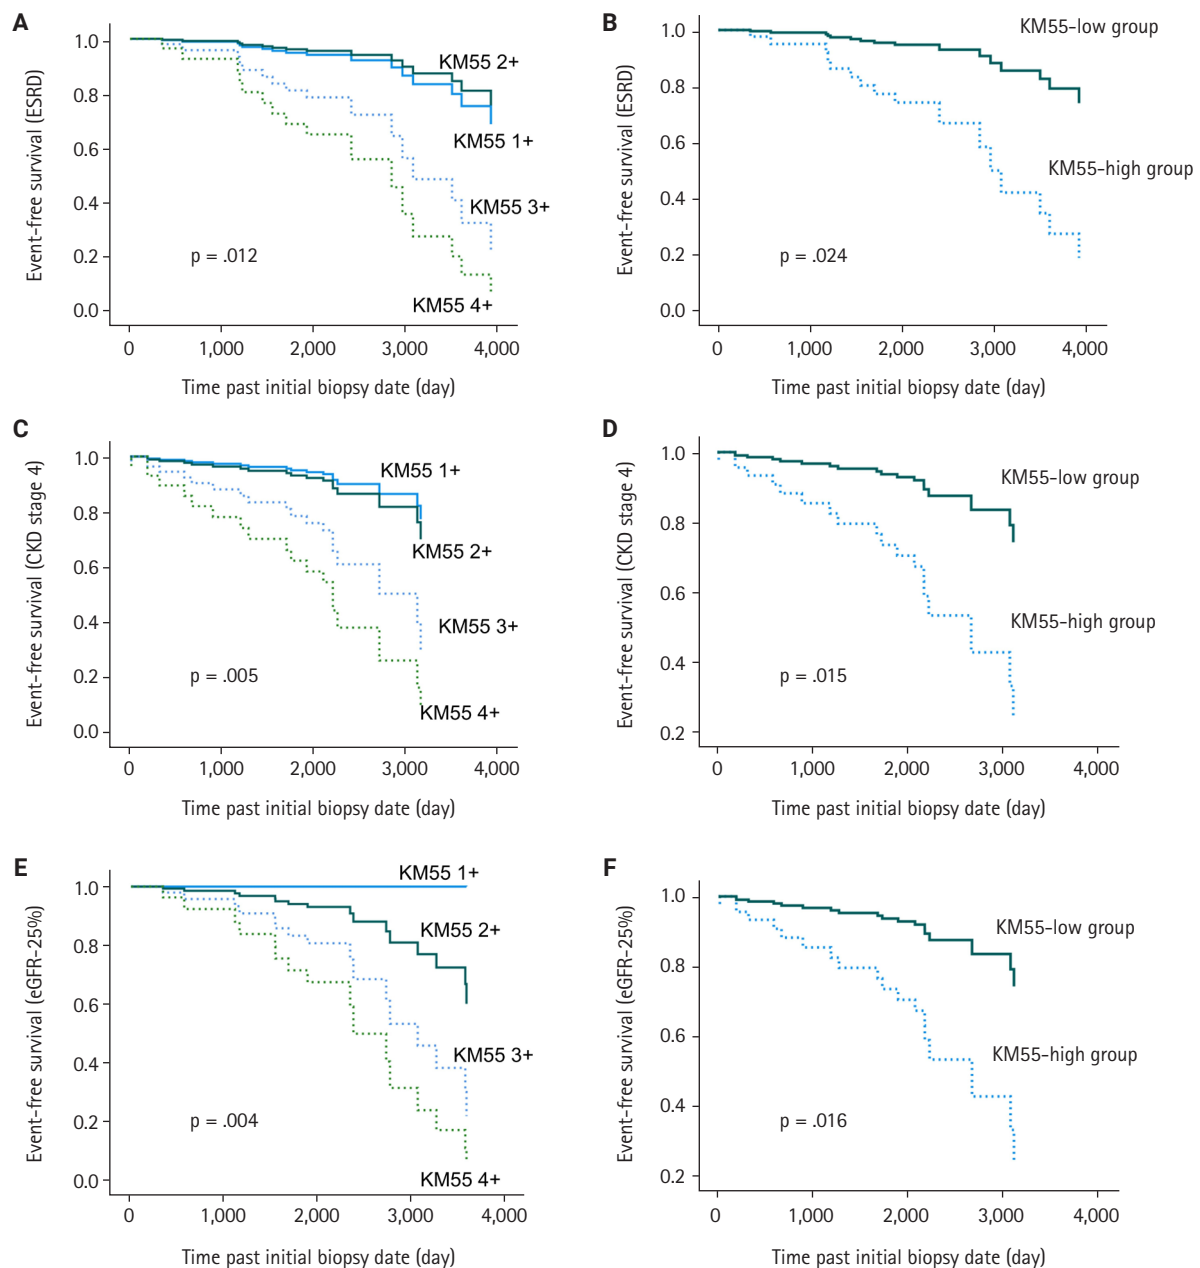 A
Event-free survival (ESRD)
1.0
0.8
0.6
0.4
0.2
0.0
KM55 2+
KM55 1+
KM55 3+
KM55 4+
p = .012
0 1,000 2,000 3,000 4,000
Time past initial biopsy date (day)
B
Event-free survival (ESRD)
1.0
0.8
0.6
0.4
0.2
0.0
KM55-low group
KM55-high group
p = .024
0 1,000 2,000 3,000 4,000
Time past initial biopsy date (day)
C
Event-free survival (CKD stage 4)
1.0
0.8
0.6
0.4
0.2
0.0
KM55 1+
KM55 2+
KM55 3+
KM55 4+
p = .005
0 1,000 2,000 3,000 4,000
Time past initial biopsy date (day)
D
Event-free survival (CKD stage 4)
1.0
0.8
0.6
0.4
0.2
KM55-low group
KM55-high group
p = .015
0 1,000 2,000 3,000 4,000
Time past initial biopsy date (day)
E
Event-free survival (eGFR-25%)
1.0
0.8
0.6
0.4
0.2
0.0
KM55 1+
KM55 2+
KM55 3+
KM55 4+
p = .004
0 1,000 2,000 3,000 4,000
Time past initial biopsy date (day)
F
Event-free survival (eGFR-25%)
1.0
0.8
0.6
0.4
0.2
KM55-low group
KM55-high group
p = .016
0 1,000 2,000 3,000 4,000
Time past initial biopsy date (day)